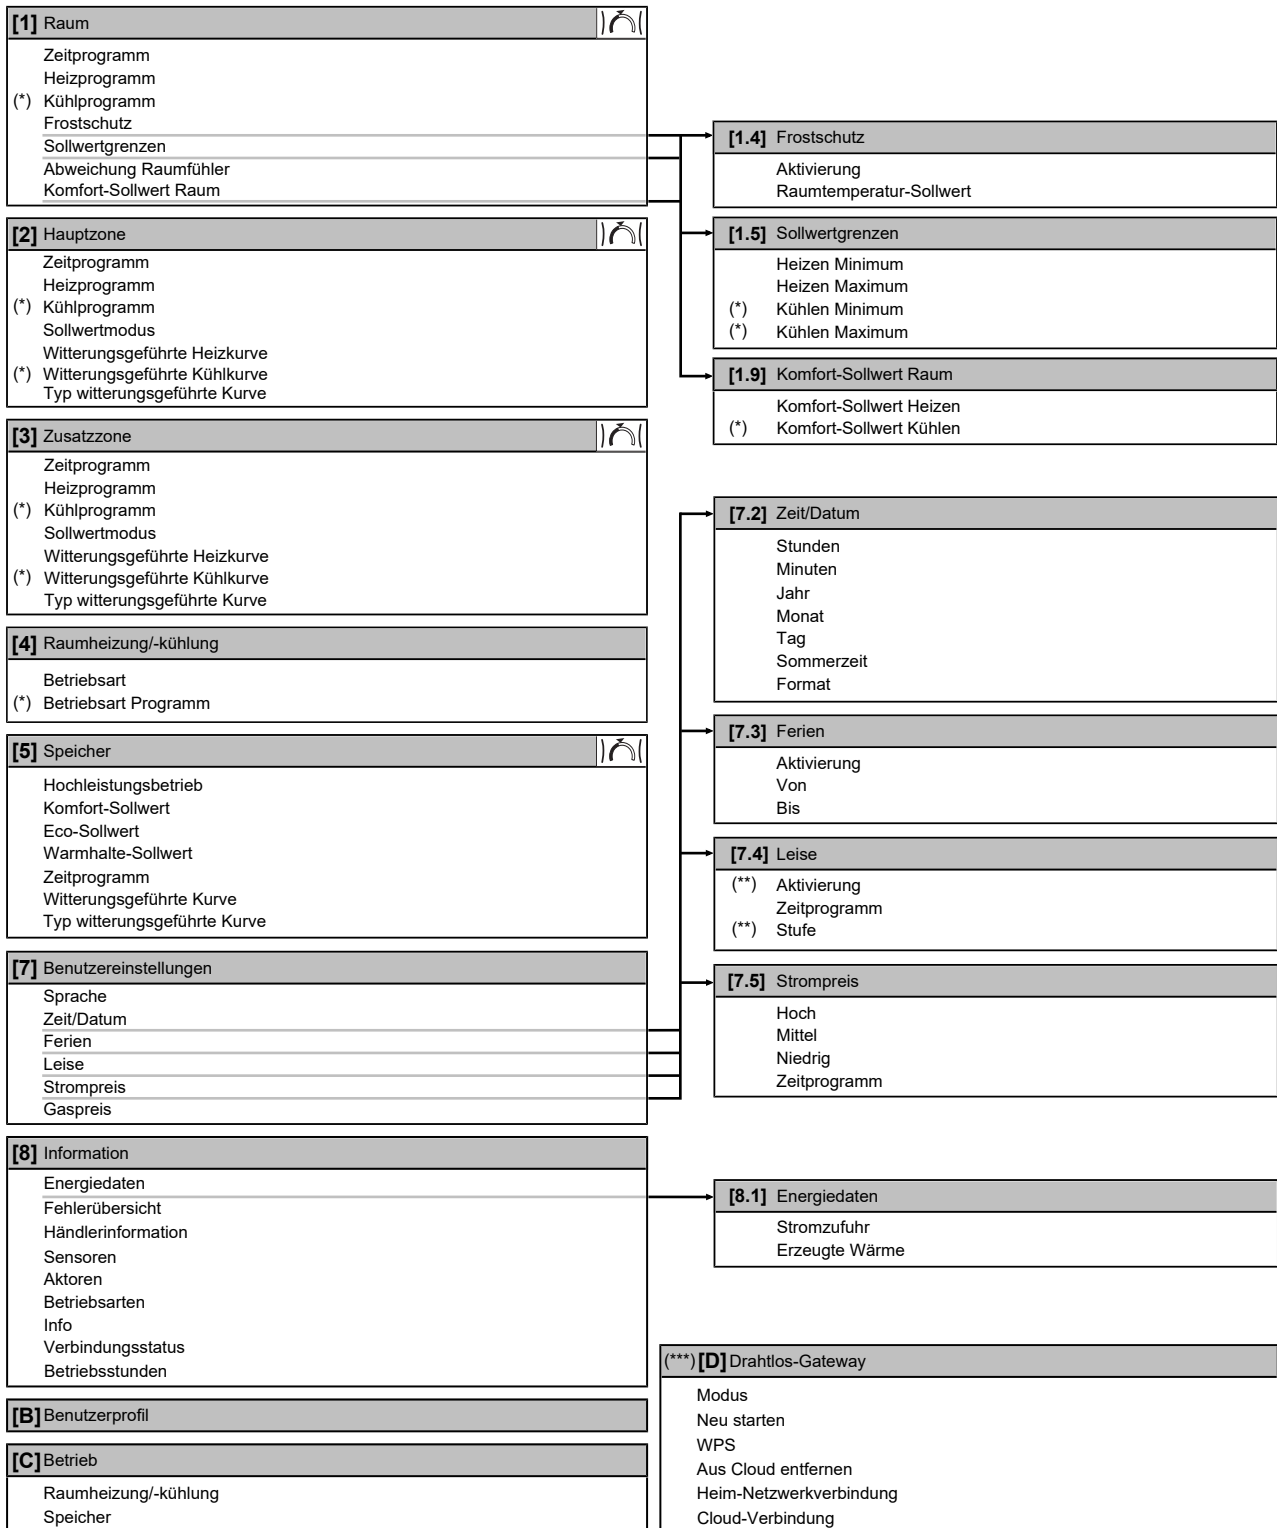 [1] Raum
Zeitprogramm
Heizprogramm
(*) Kühlprogramm
Frostschutz
Sollwertgrenzen
Abweichung Raumfühler
Komfort-Sollwert Raum
[2] Hauptzone
Zeitprogramm
Heizprogramm
(*) Kühlprogramm
Sollwertmodus
Witterungsgeführte Heizkurve
(*) Witterungsgeführte Kühlkurve
Typ witterungsgeführte Kurve
[3] Zusatzzone
Zeitprogramm
Heizprogramm
(*) Kühlprogramm
Sollwertmodus
Witterungsgeführte Heizkurve
(*) Witterungsgeführte Kühlkurve
Typ witterungsgeführte Kurve
[4] Raumheizung/-kühlung
Betriebsart
(*) Betriebsart Programm
[5] Speicher
Hochleistungsbetrieb
Komfort-Sollwert
Eco-Sollwert
Warmhalte-Sollwert
Zeitprogramm
Witterungsgeführte Kurve
Typ witterungsgeführte Kurve
[7] Benutzereinstellungen
Sprache
Zeit/Datum
Ferien
Leise
Strompreis
Gaspreis
[8] Information
Energiedaten
Fehlerübersicht
Händlerinformation
Sensoren
Aktoren
Betriebsarten
Info
Verbindungsstatus
Betriebsstunden
[B] Benutzerprofil
[C] Betrieb
Raumheizung/-kühlung
Speicher
[1.4] Frostschutz
Aktivierung
Raumtemperatur-Sollwert
[1.5] Sollwertgrenzen
Heizen Minimum
Heizen Maximum
(*) Kühlen Minimum
(*) Kühlen Maximum
[1.9] Komfort-Sollwert Raum
Komfort-Sollwert Heizen
(*) Komfort-Sollwert Kühlen
[7.2] Zeit/Datum
Stunden
Minuten
Jahr
Monat
Tag
Sommerzeit
Format
[7.3] Ferien
Aktivierung
Von
Bis
[7.4] Leise
(**) Aktivierung
Zeitprogramm
(**) Stufe
[7.5] Strompreis
Hoch
Mittel
Niedrig
Zeitprogramm
[8.1] Energiedaten
Stromzufuhr
Erzeugte Wärme
(***) [D] Drahtlos-Gateway
Modus
Neu starten
WPS
Aus Cloud entfernen
Heim-Netzwerkverbindung
Cloud-Verbindung